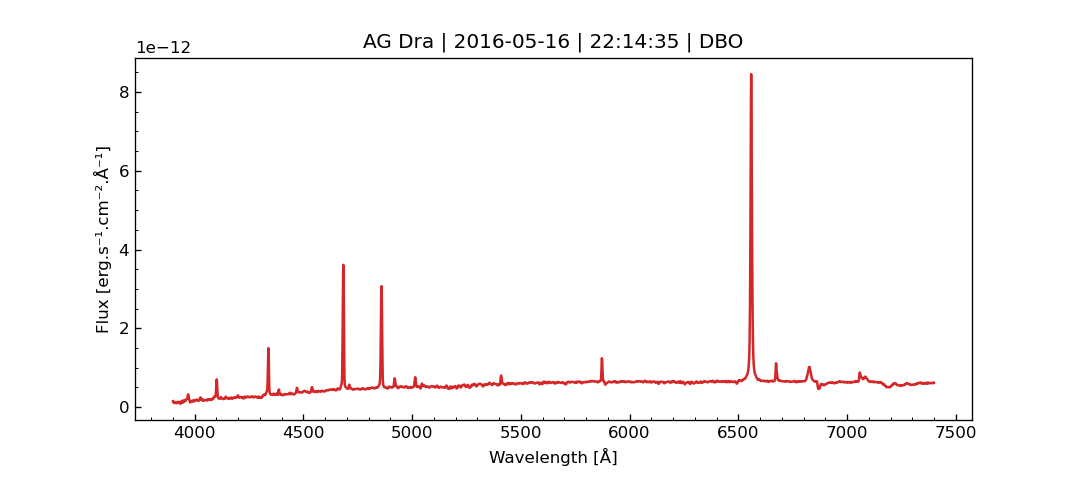 AG Dra | 2016-05-16 | 22:14:35 | DBO
1e−12
8
6
4
2
0
Flux [erg.s⁻¹.cm⁻².Å⁻¹]
4000 4500 5000 5500 6000 6500 7000 7500
Wavelength [Å]